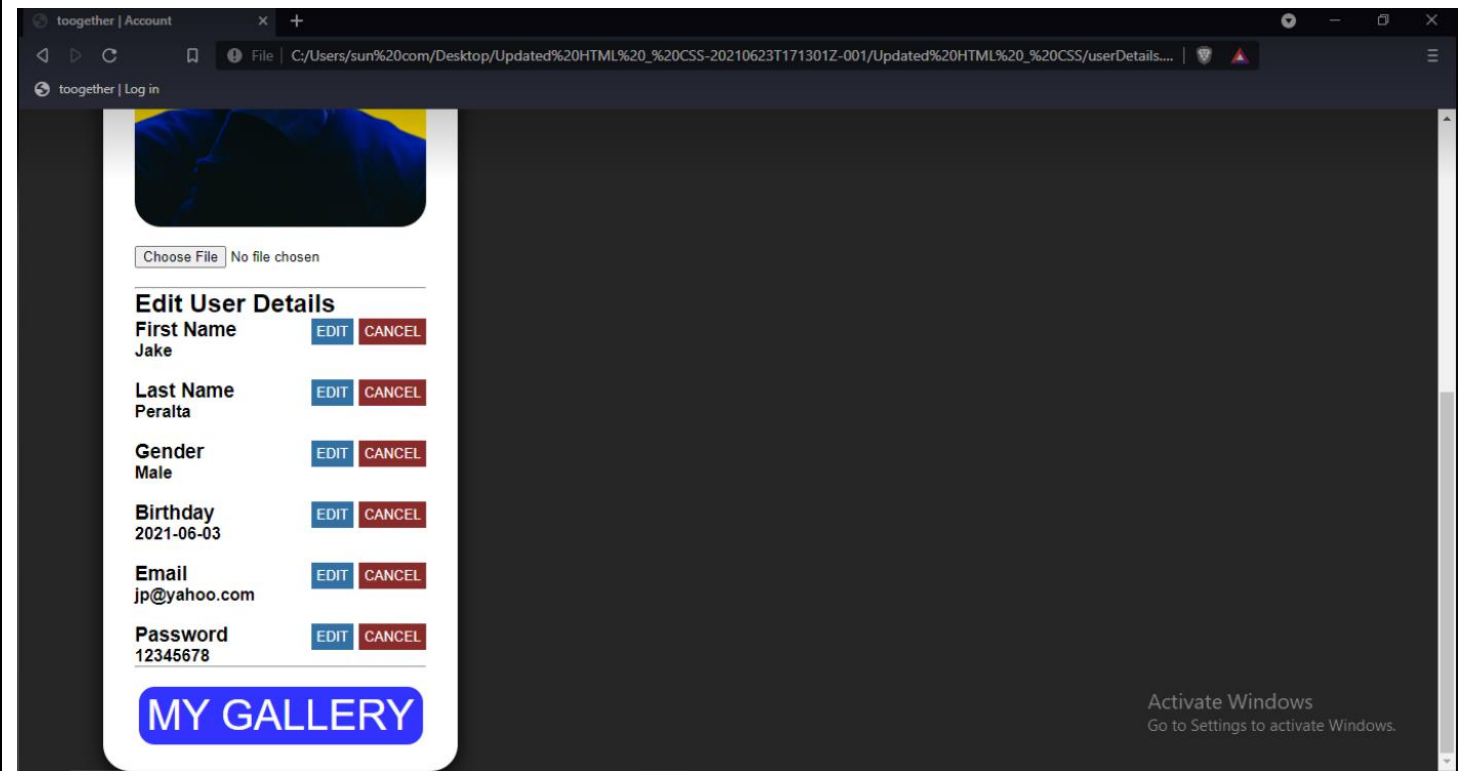 toogether | Account
File | C:/Users/sun%20com/Desktop/Updated%20HTML%20_%20CSS-20210623T171301Z-001/Updated%20HTML%20_%20CSS/userDetails....
toogether | Log in
Choose File No file chosen
Edit User Details
First Name EDIT CANCEL
Jake
Last Name EDIT CANCEL
Peralta
Gender EDIT CANCEL
Male
Birthday EDIT CANCEL
2021-06-03
Email EDIT CANCEL
jp@yahoo.com
Password EDIT CANCEL
12345678
MY GALLERY
Activate Windows
Go to Settings to activate Windows.